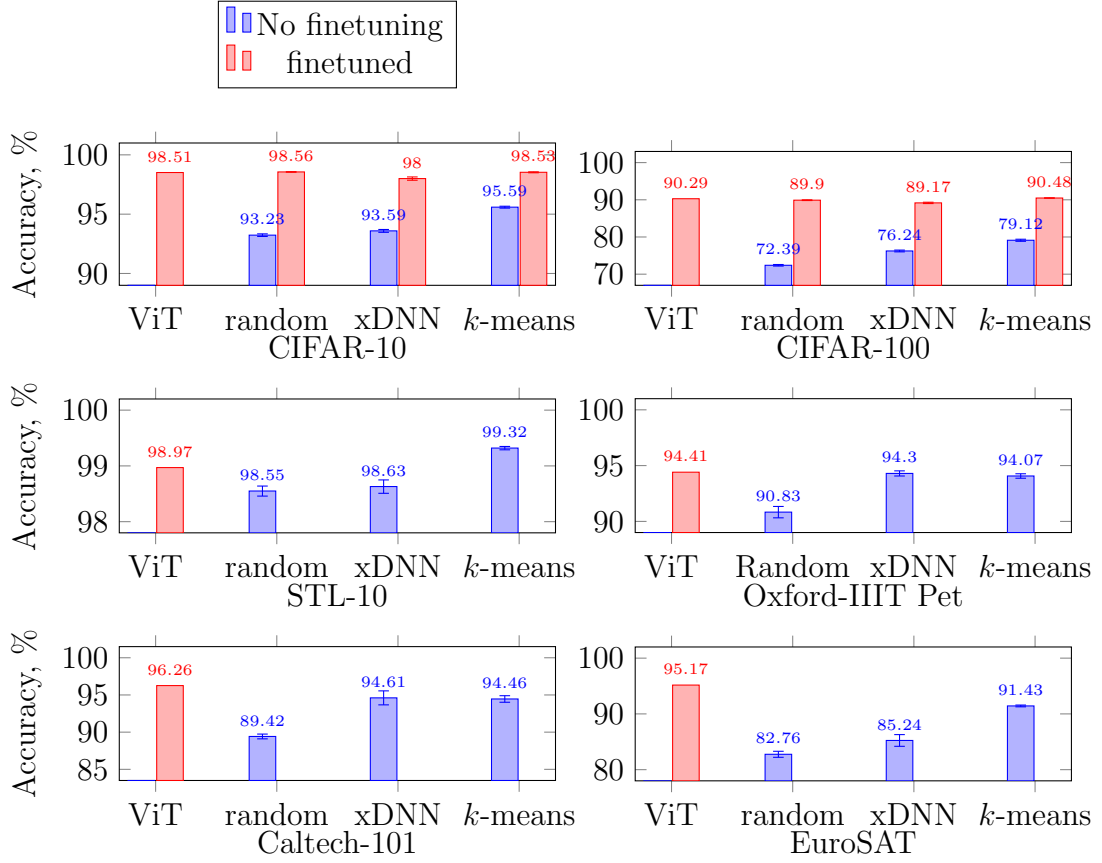 No finetuning
finetuned
Accuracy, %
100
95
90
98.51
93.23
98.56
93.59
98
95.59
98.53
ViT random xDNN k-means
CIFAR-10
100
90
80
70
90.29
72.39
89.9
76.24
89.17
79.12
90.48
ViT random xDNN k-means
CIFAR-100
Accuracy, %
100
99
98
98.97
98.55
98.63
99.32
ViT random xDNN k-means
STL-10
100
95
90
94.41
90.83
94.3
94.07
ViT Random xDNN k-means
Oxford-IIIT Pet
Accuracy, %
100
95
90
85
96.26
89.42
94.61
94.46
ViT random xDNN k-means
Caltech-101
100
90
80
95.17
82.76
85.24
91.43
ViT random xDNN k-means
EuroSAT